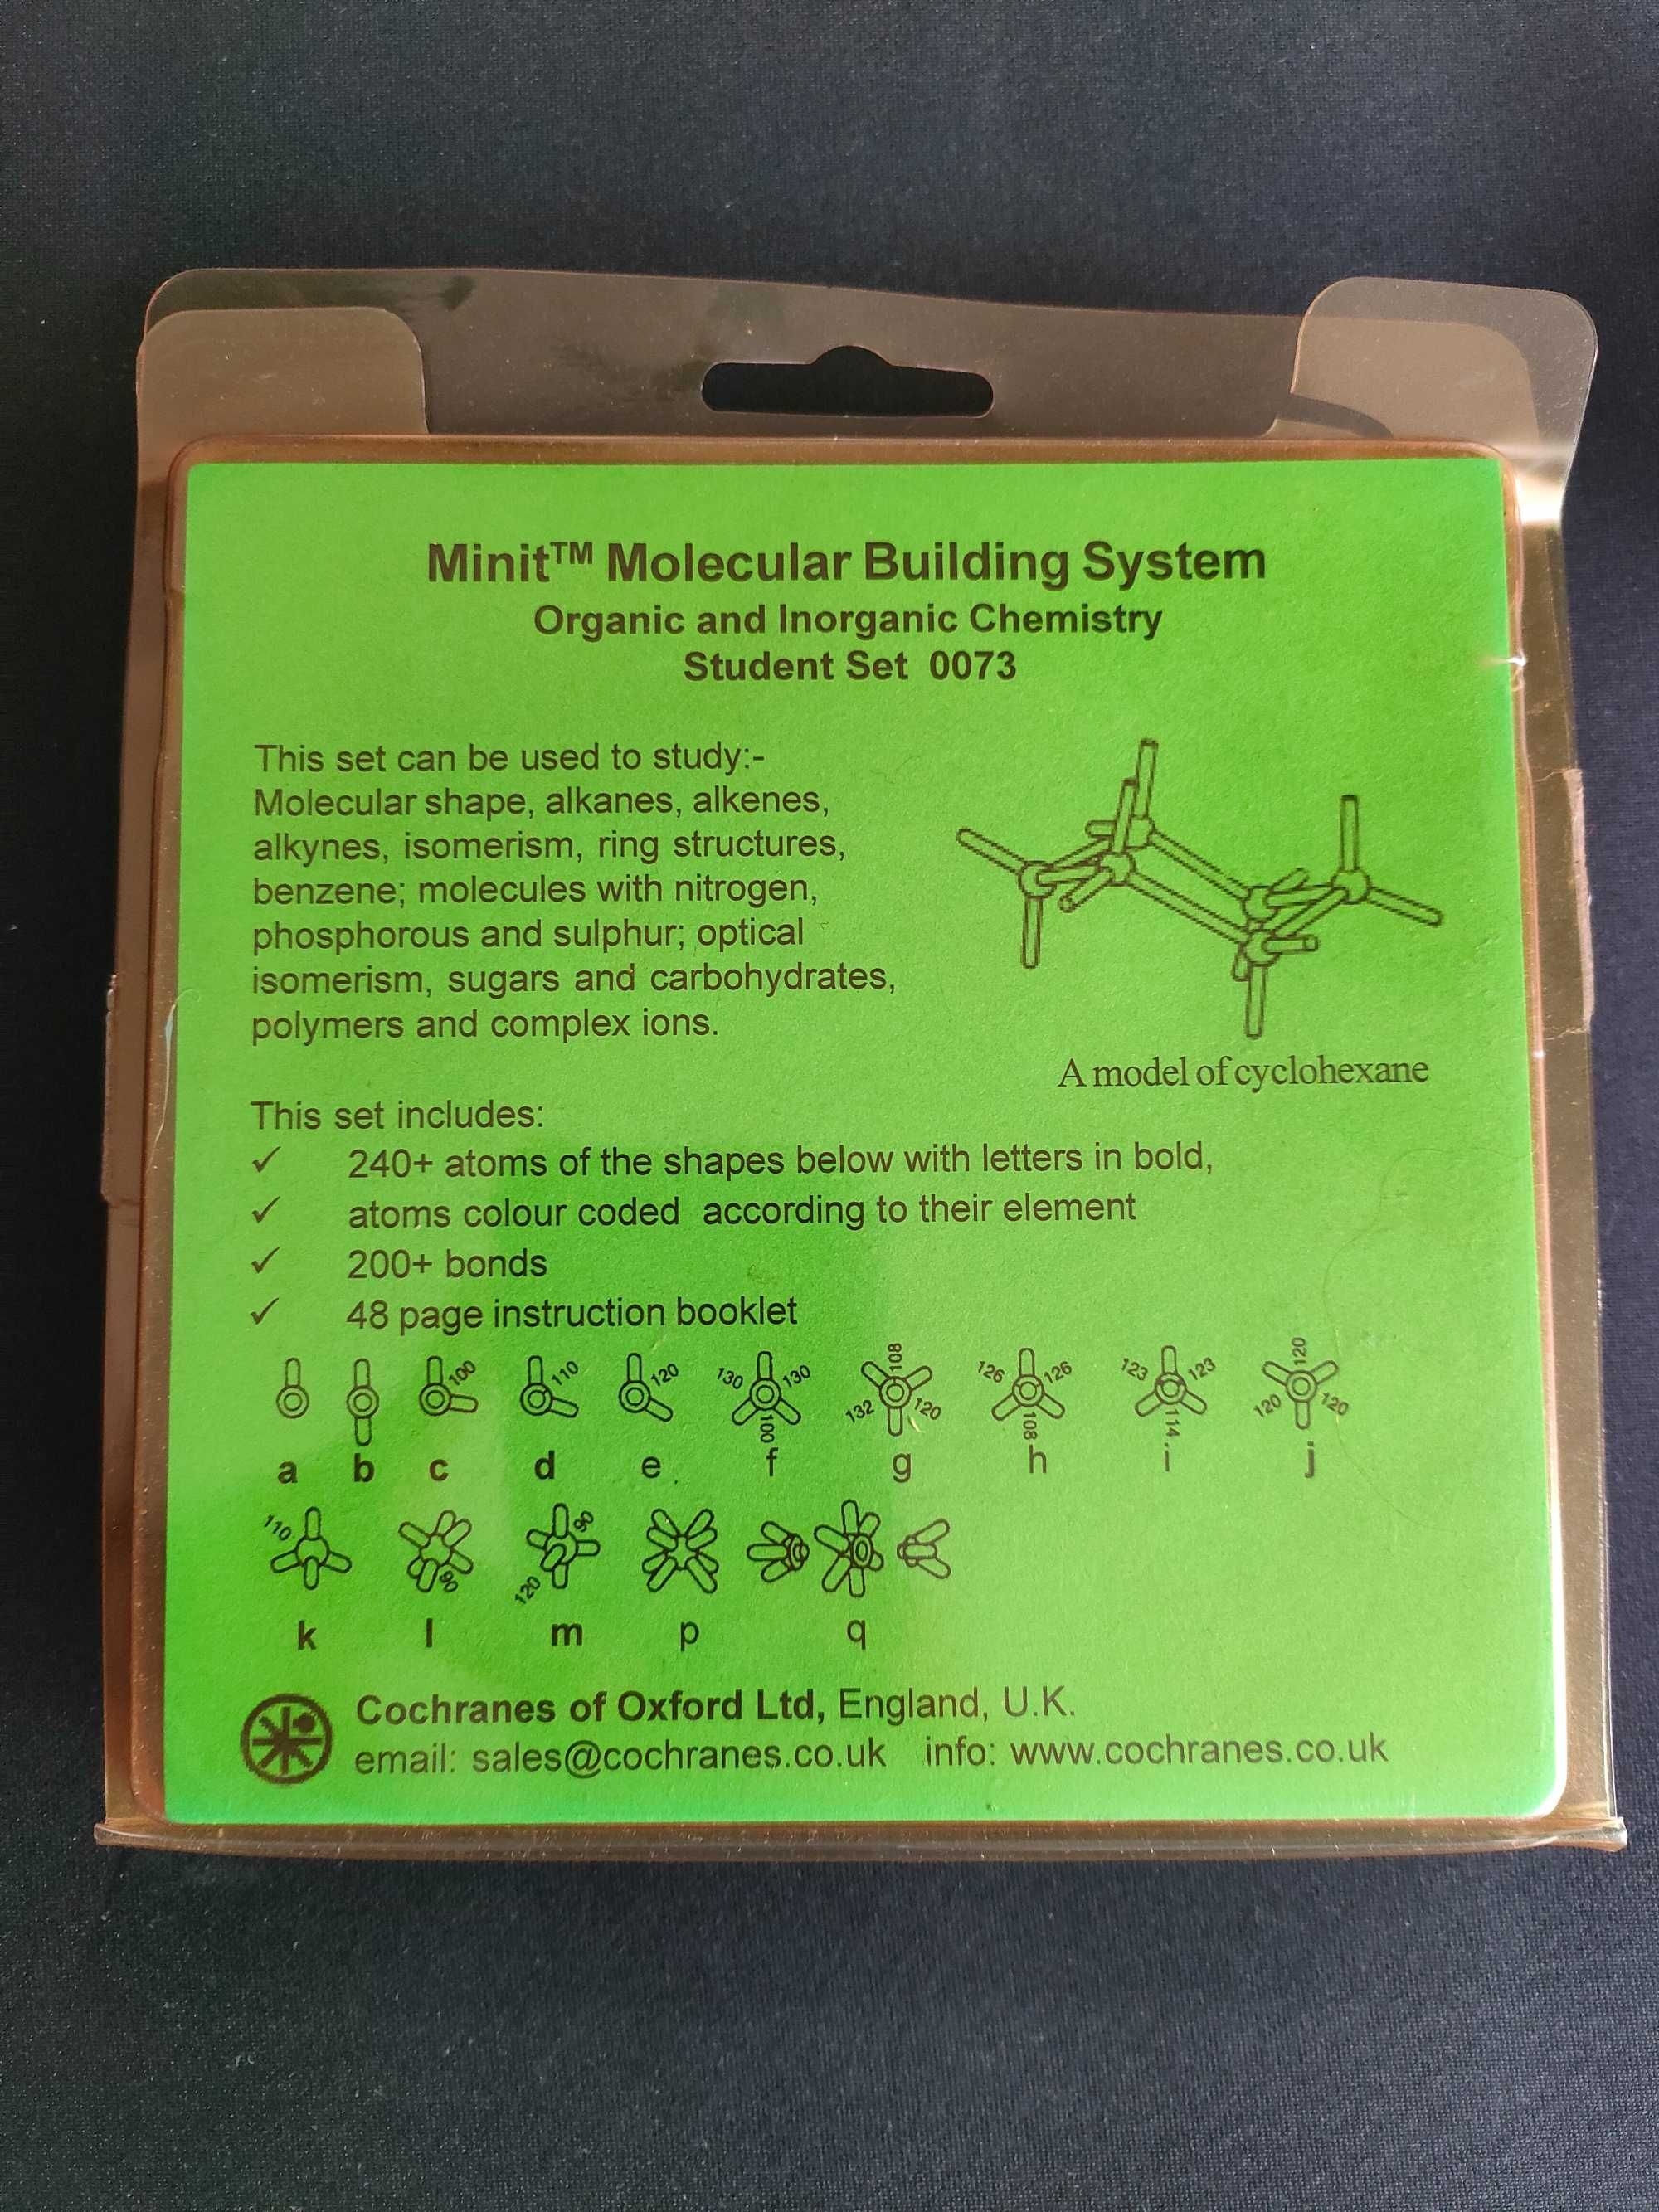 Minit™ Molecular Building System
Organic and Inorganic Chemistry
Student Set 0073
This set can be used to study:-
Molecular shape, alkanes, alkenes,
alkynes, isomerism, ring structures,
benzene; molecules with nitrogen,
phosphorous and sulphur; optical
isomerism, sugars and carbohydrates,
polymers and complex ions.
A model of cyclohexane
This set includes:
✓ 240+ atoms of the shapes below with letters in bold,
✓ atoms colour coded according to their element
✓ 200+ bonds
✓ 48 page instruction booklet
100 110 120 130 130 100 108 132 120 126 126 108 123 123 114 120 120 120
a b c d e f g h i j
110 90 90 120
k l m p q
Cochranes of Oxford Ltd, England, U.K.
email: sales@cochranes.co.uk info: www.cochranes.co.uk